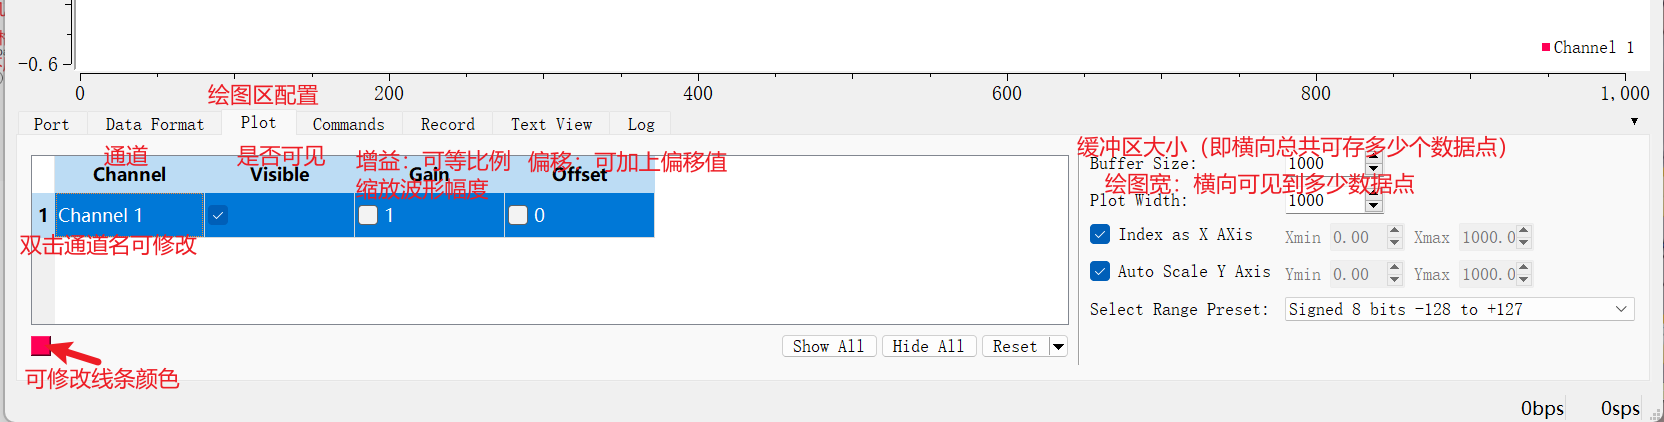 Channel 1
-0.6
0 200 400 600 800 1,000
绘图区配置
Port Data Format Plot Commands Record Text View Log
通道 是否可见 增益：可等比例 偏移：可加上偏移值
缩放波形幅度
Channel Visible Gain Offset
1 Channel 1 1 0
双击通道名可修改
可修改线条颜色
Show All Hide All Reset
缓冲区大小（即横向总共可存多少个数据点）
Buffer Size: 1000
绘图宽：横向可见到多少数据点
Plot Width: 1000
Index as X AXis Xmin 0.00 Xmax 1000.0
Auto Scale Y Axis Ymin 0.00 Ymax 1000.0
Select Range Preset: Signed 8 bits -128 to +127
0bps 0sps